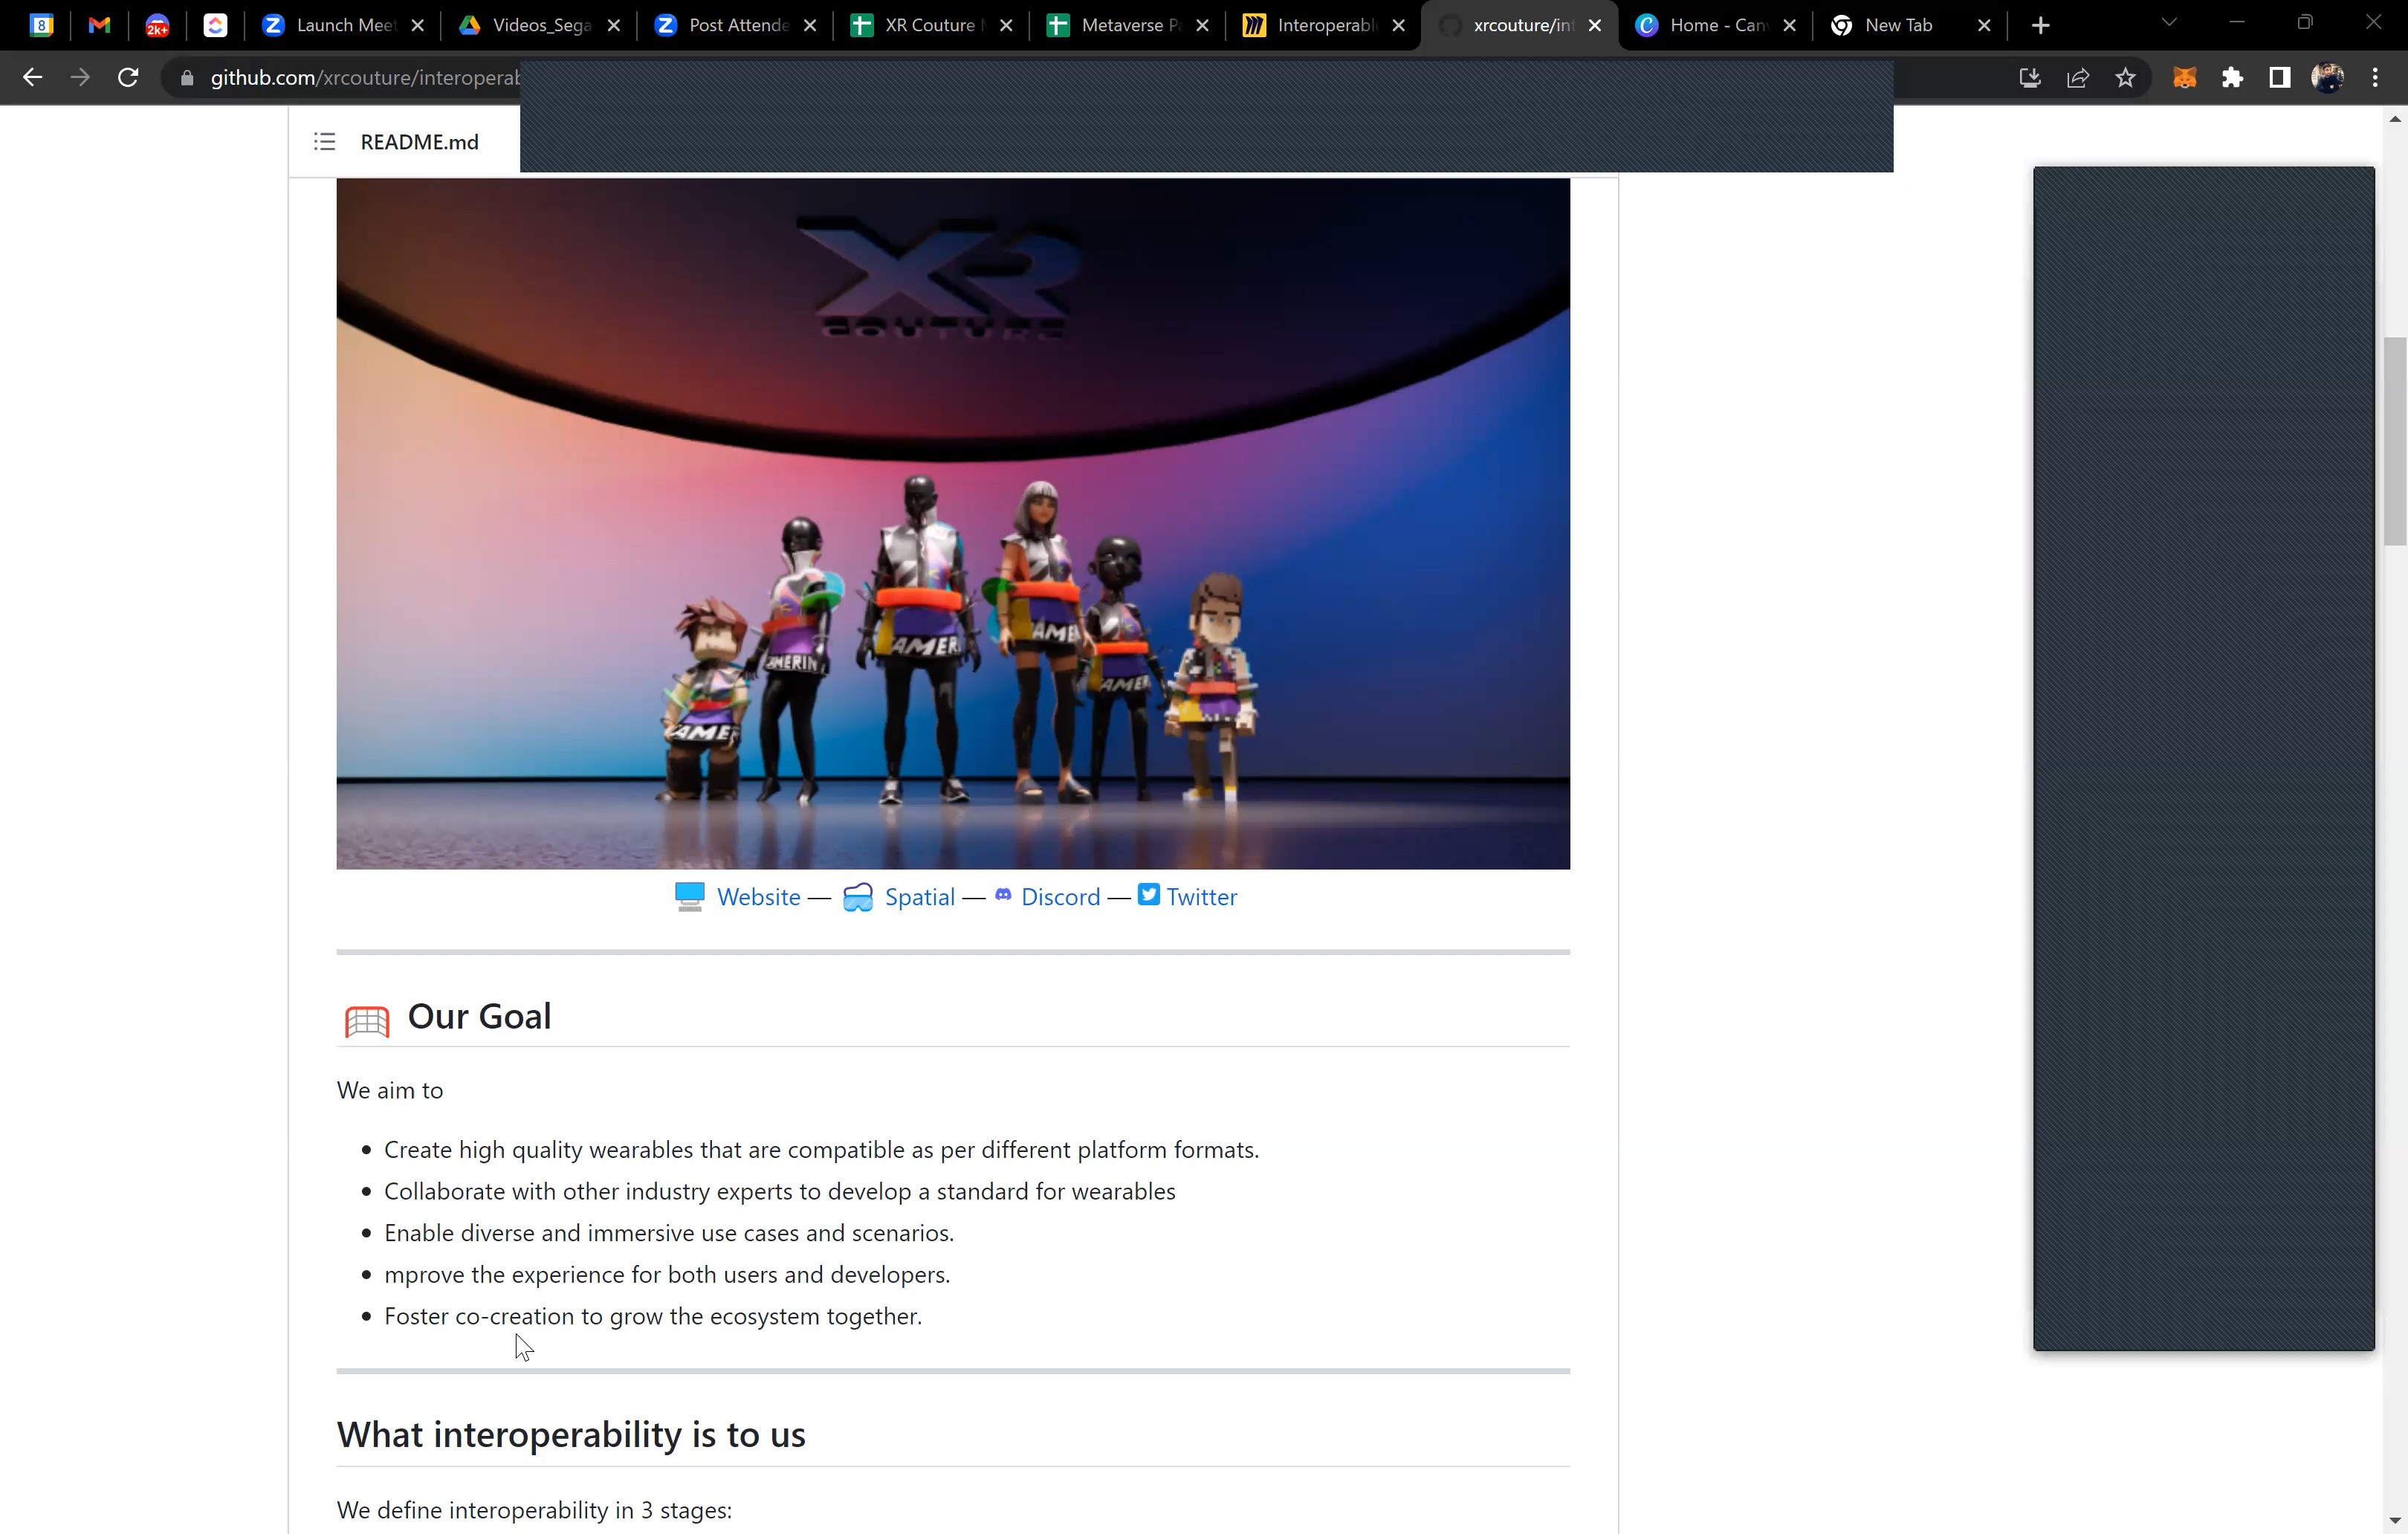 8
2k+
Launch Meet
Videos_Sega
Post Attende
XR Couture
Metaverse Pa
Interoperabl
xrcouture/int
Home - Can
New Tab
github.com/xrcouture/interoperab
README.md
XR
COUTURE
AMER
AMERIN
AMER
AME
AMER
Website — Spatial — Discord — Twitter
Our Goal
We aim to
• Create high quality wearables that are compatible as per different platform formats.
• Collaborate with other industry experts to develop a standard for wearables
• Enable diverse and immersive use cases and scenarios.
• mprove the experience for both users and developers.
• Foster co-creation to grow the ecosystem together.
What interoperability is to us
We define interoperability in 3 stages: